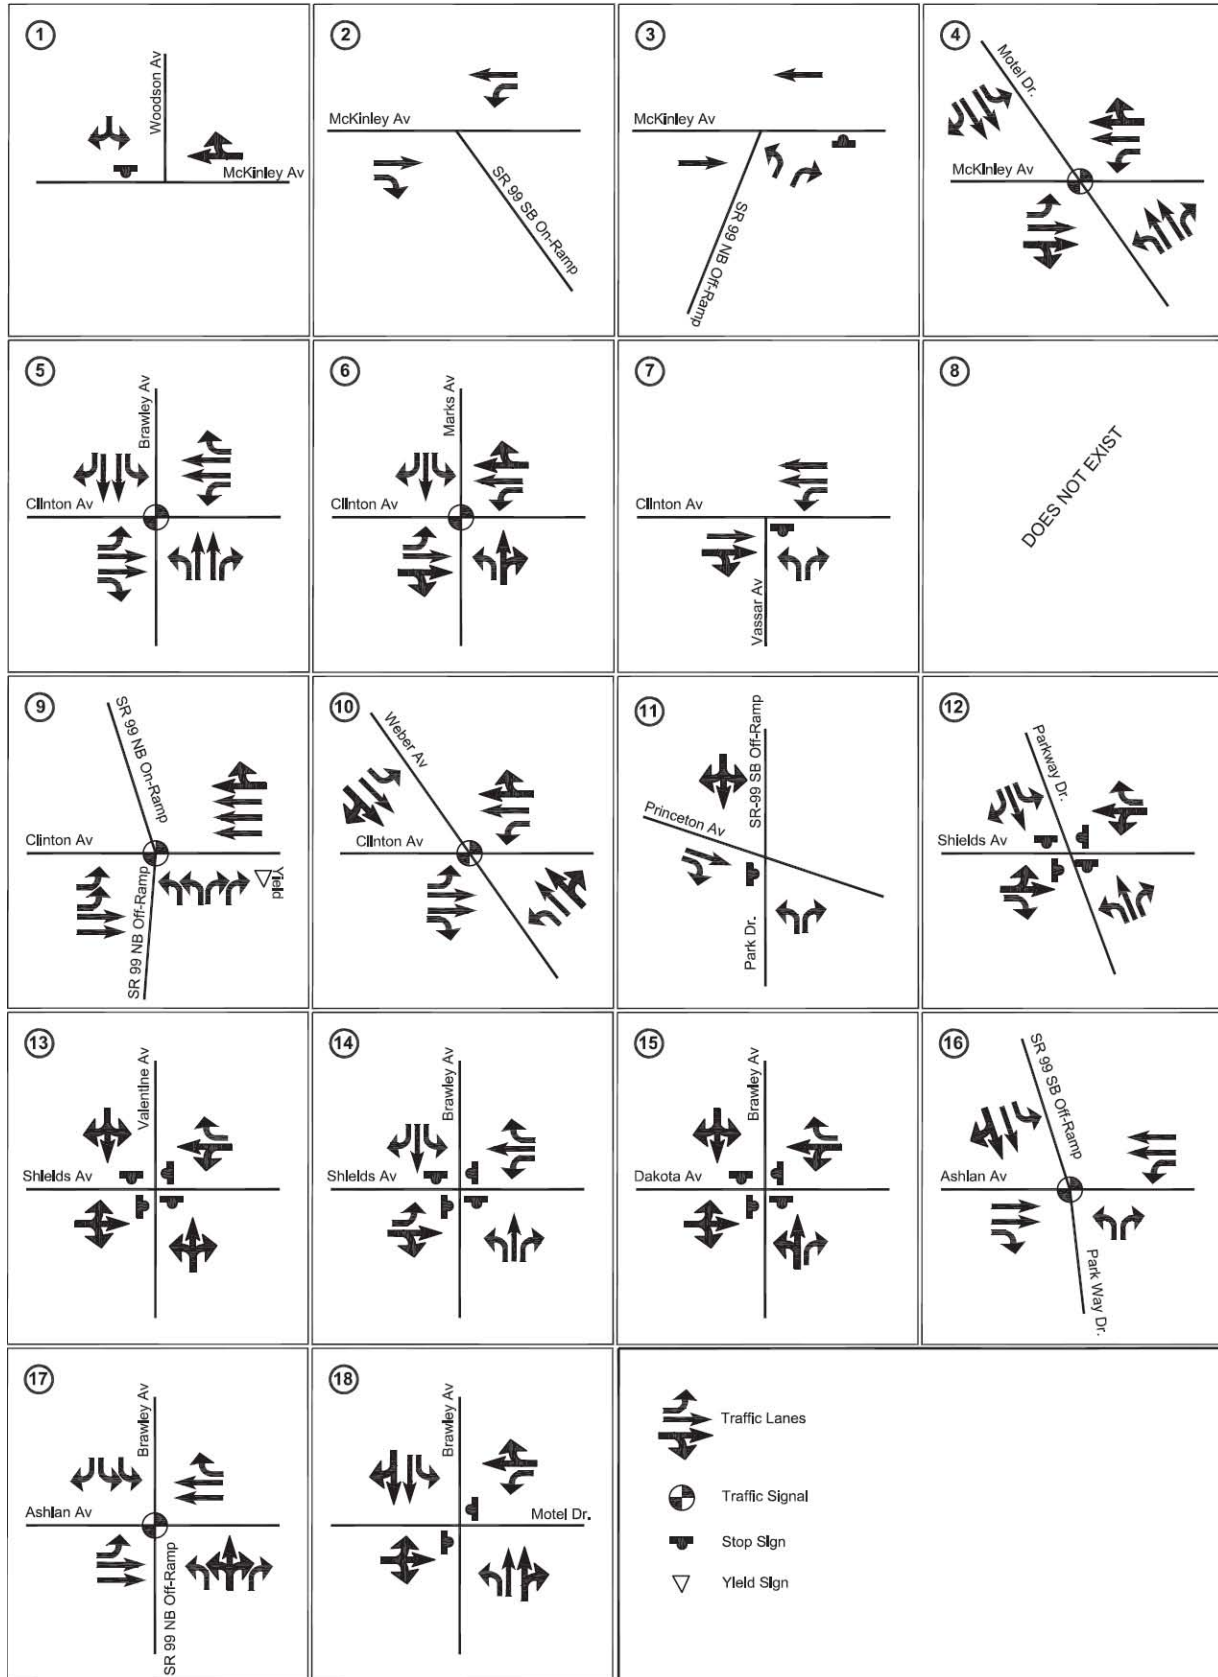 1
Woodson Av
McKinley Av
2
McKinley Av
SR 99 SB On-Ramp
3
McKinley Av
SR 99 NB Off-Ramp
4
Motel Dr.
McKinley Av
5
Brawley Av
Clinton Av
6
Marks Av
Clinton Av
7
Clinton Av
Vassar Av
8
DOES NOT EXIST
9
SR 99 NB On-Ramp
Clinton Av
Yield
SR 99 NB Off-Ramp
10
Weber Av
Clinton Av
11
SR-99 SB Off-Ramp
Princeton Av
Park Dr.
12
Parkway Dr.
Shields Av
13
Valentine Av
Shields Av
14
Brawley Av
Shields Av
15
Brawley Av
Dakota Av
16
SR 99 SB Off-Ramp
Ashlan Av
Park Way Dr.
17
Brawley Av
Ashlan Av
SR 99 NB Off-Ramp
18
Brawley Av
Motel Dr.
Traffic Lanes
Traffic Signal
Stop Sign
Yield Sign